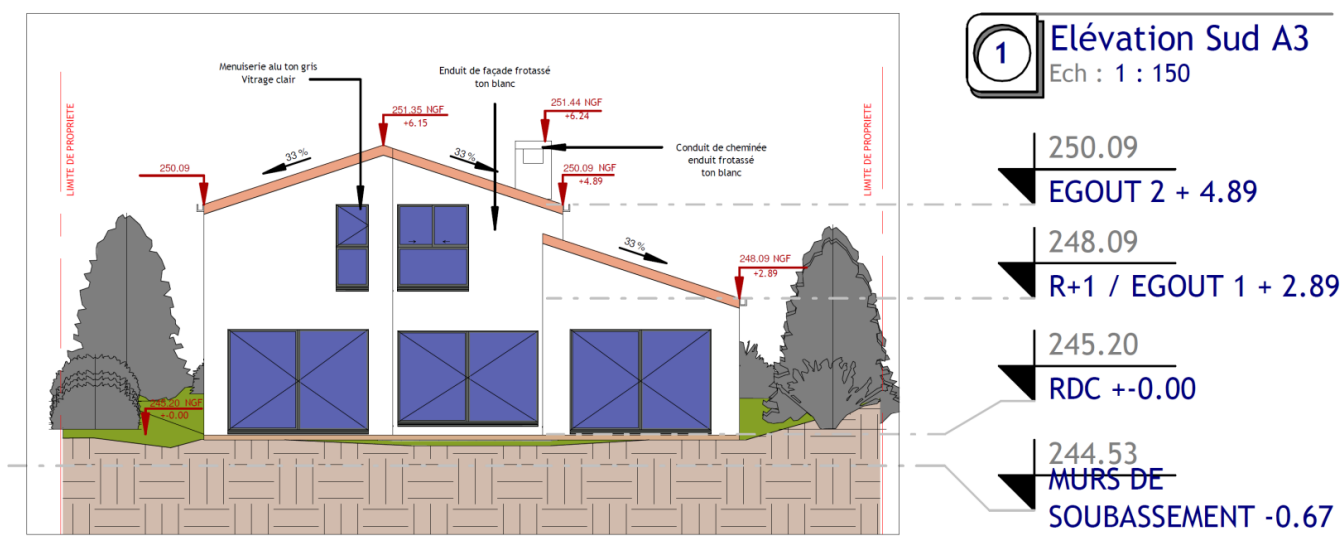 1
Elévation Sud A3
Ech : 1 : 150
Menuiserie alu ton gris
Vitrage clair
Enduit de façade frotassé
ton blanc
LIMITE DE PROPRIETE
LIMITE DE PROPRIETE
251.35 NGF
+6.15
251.44 NGF
+6.24
Conduit de cheminée
enduit frotassé
ton blanc
33 %
33 %
250.09
250.09 NGF
+4.89
33 %
248.09 NGF
+2.89
245.20 NGF
+-0.00
250.09
EGOUT 2 + 4.89
248.09
R+1 / EGOUT 1 + 2.89
245.20
RDC +-0.00
244.53
MURS DE
SOUBASSEMENT -0.67